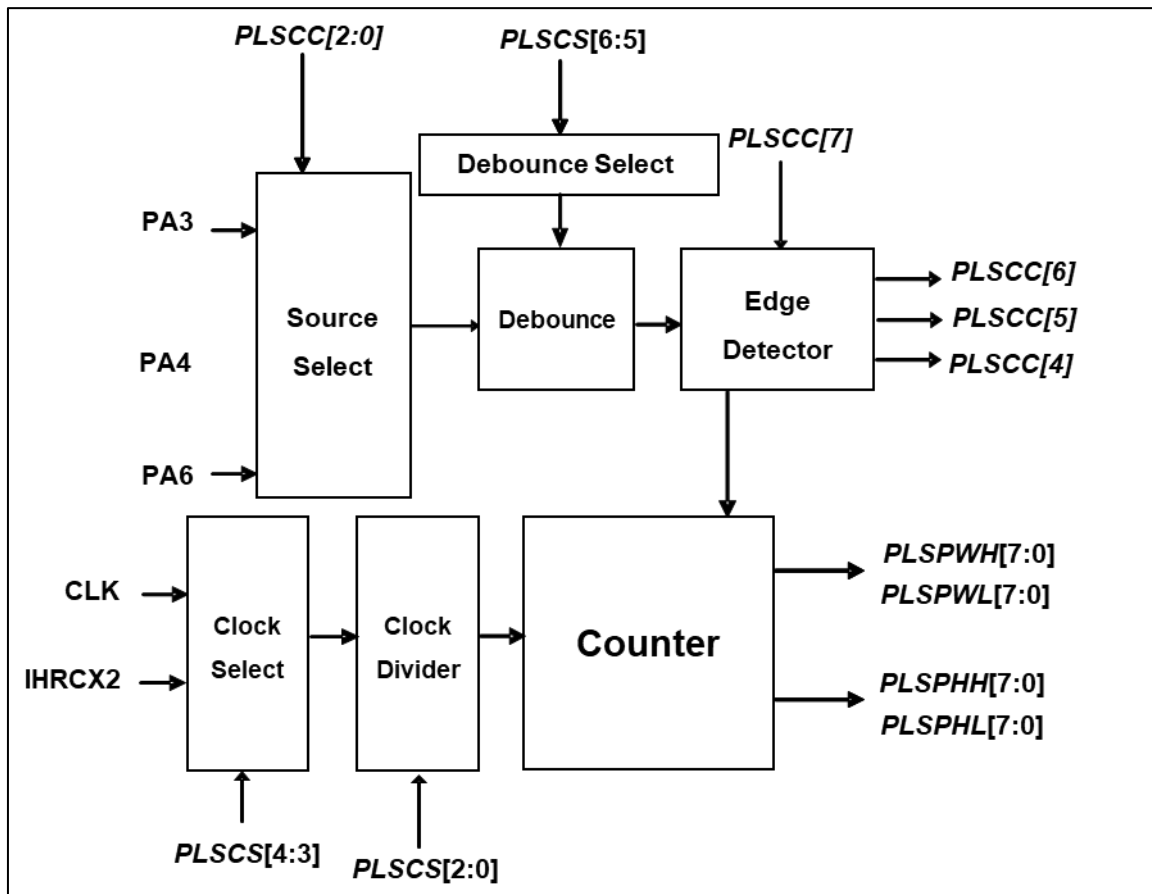 PLSCC[2:0]
PLSCS[6:5]
PLSCC[7]
Debounce Select
PA3
PA4
PA6
Source
Select
Debounce
Edge
Detector
PLSCC[6]
PLSCC[5]
PLSCC[4]
CLK
IHRCX2
Clock
Select
Clock
Divider
Counter
PLSPWH[7:0]
PLSPWL[7:0]
PLSPHH[7:0]
PLSPHL[7:0]
PLSCS[4:3]
PLSCS[2:0]